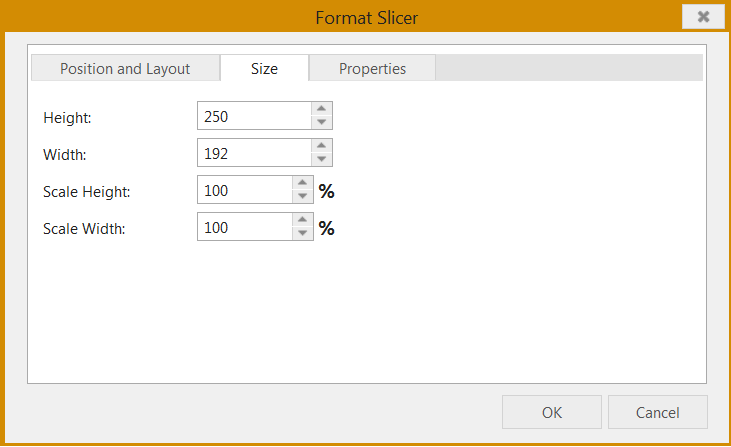 Format Slicer
Position and Layout Size Properties
Height: 250
Width: 192
Scale Height: 100 %
Scale Width: 100 %
OK Cancel